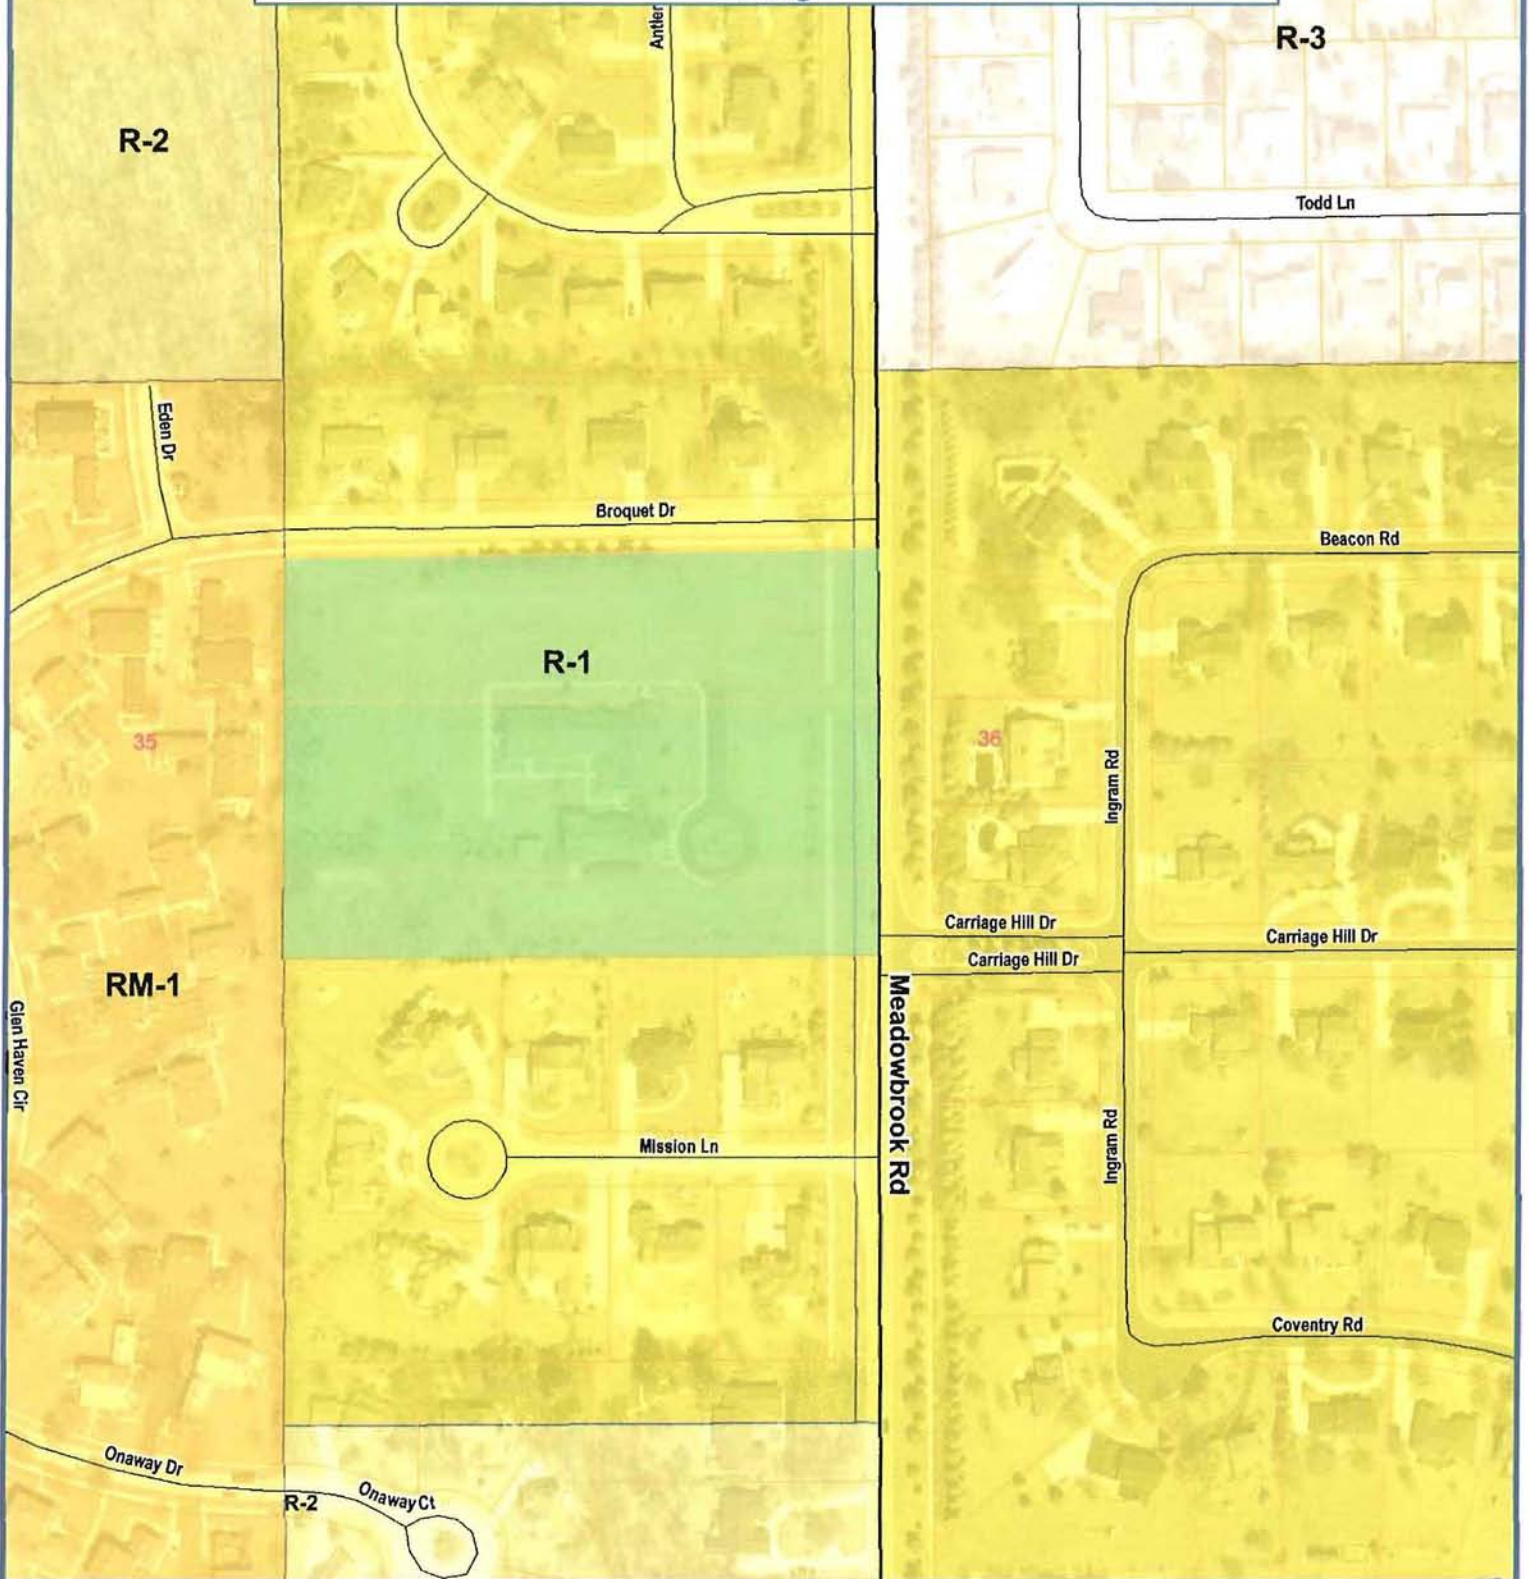 R-3
Antler
R-2
Todd Ln
Eden Dr
Broquet Dr
Beacon Rd
R-1
35
36
Ingram Rd
Carriage Hill Dr
Carriage Hill Dr
Carriage Hill Dr
RM-1
Meadowbrook Rd
Glen Haven Cir
Mission Ln
Ingram Rd
Coventry Rd
Onaway Dr
R-2
Onaway Ct